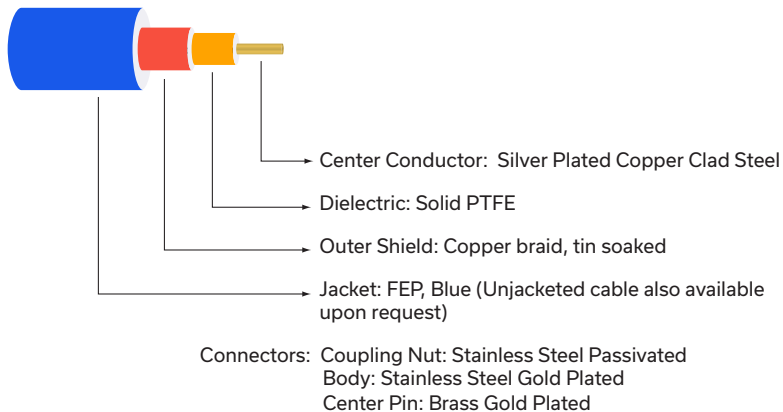 Center Conductor: Silver Plated Copper Clad Steel
Dielectric: Solid PTFE
Outer Shield: Copper braid, tin soaked
Jacket: FEP, Blue (Unjacketed cable also available
upon request)
Connectors: Coupling Nut: Stainless Steel Passivated
Body: Stainless Steel Gold Plated
Center Pin: Brass Gold Plated